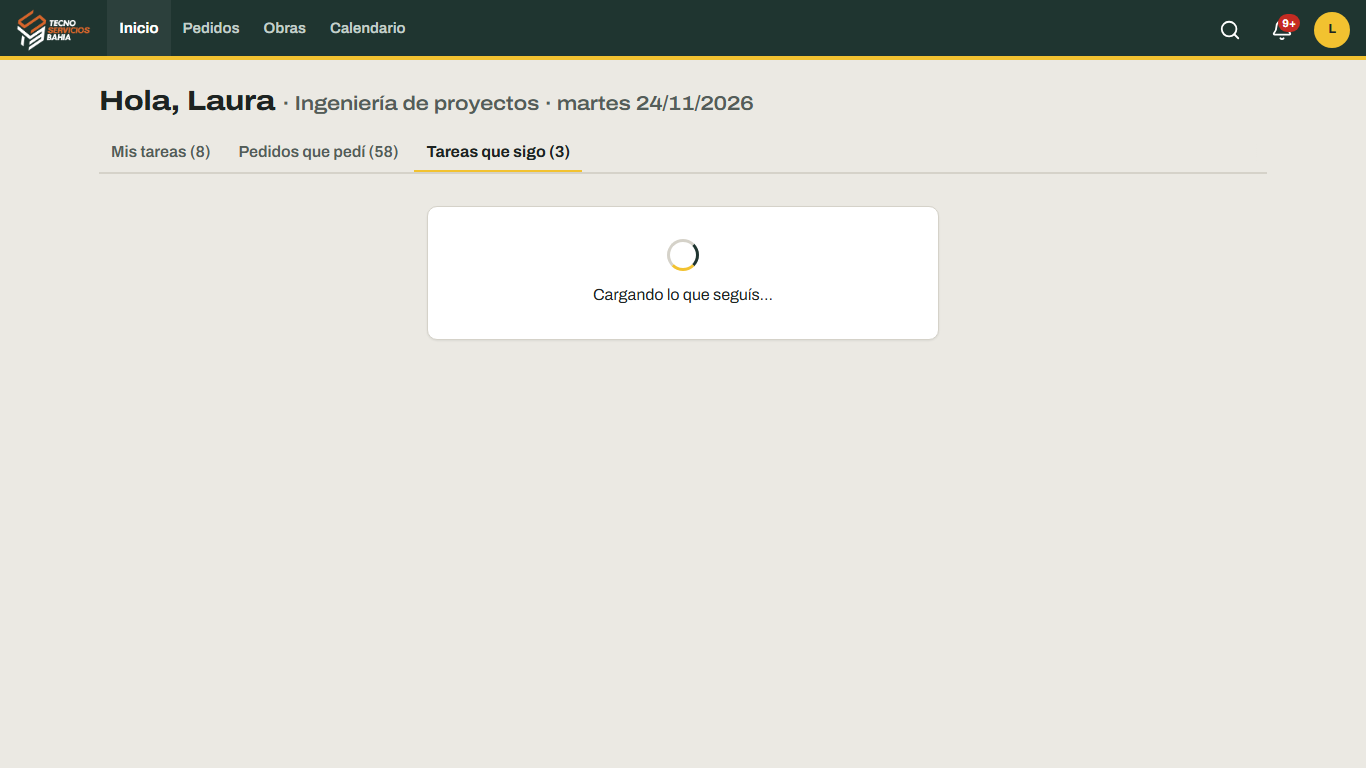 TECNO
SERVICIOS
BAHIA
Inicio
Pedidos
Obras
Calendario
9+
L
Hola, Laura · Ingeniería de proyectos · martes 24/11/2026
Mis tareas (8)
Pedidos que pedí (58)
Tareas que sigo (3)
Cargando lo que seguís...